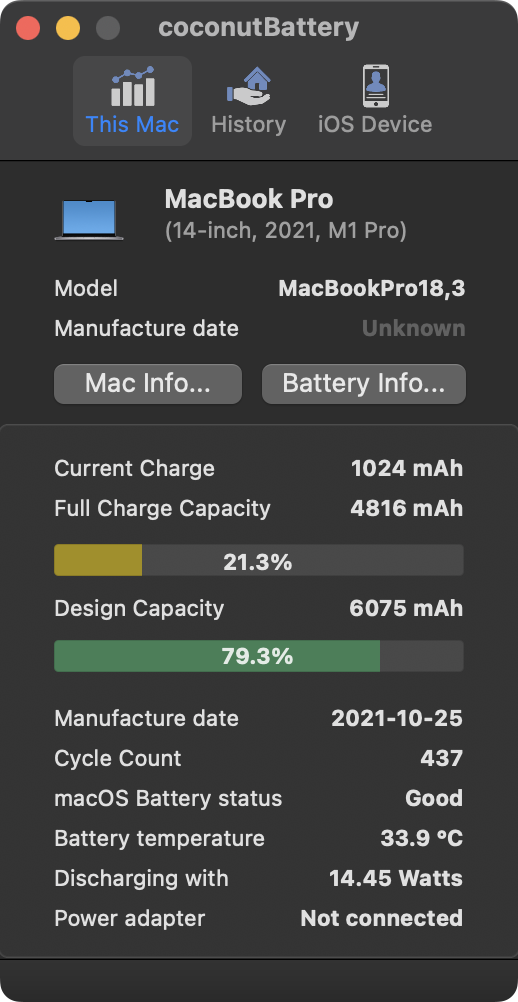 coconutBattery
This Mac History iOS Device
MacBook Pro
(14-inch, 2021, M1 Pro)
Model MacBookPro18,3
Manufacture date Unknown
Mac Info... Battery Info...
Current Charge 1024 mAh
Full Charge Capacity 4816 mAh
21.3%
Design Capacity 6075 mAh
79.3%
Manufacture date 2021-10-25
Cycle Count 437
macOS Battery status Good
Battery temperature 33.9 °C
Discharging with 14.45 Watts
Power adapter Not connected